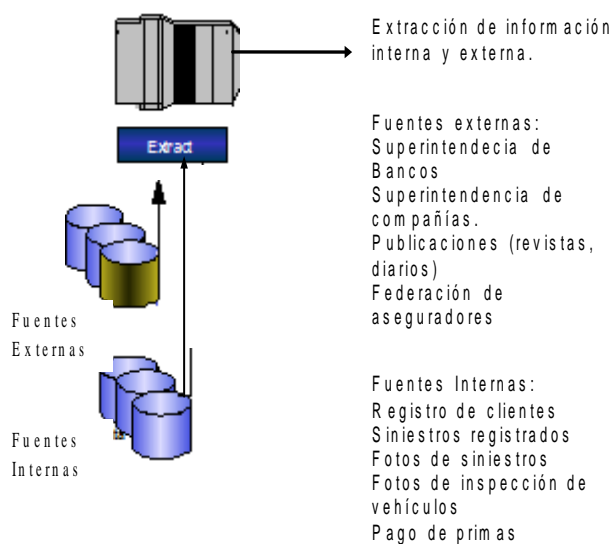 Extracción de información
interna y externa.
Extract
Fuentes externas:
Superintendecia de
Bancos
Superintendencia de
compañías.
Publicaciones (revistas,
diarios)
Federación de
aseguradores
Fuentes
Externas
Fuentes Internas:
Registro de clientes
Siniestros registrados
Fotos de siniestros
Fotos de inspección de
vehículos
Pago de primas
Fuentes
Internas